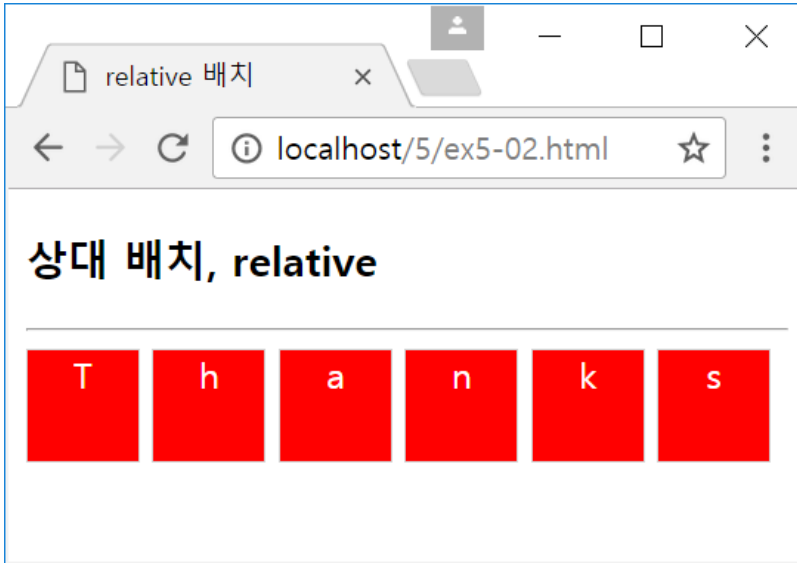 relative 배치
localhost/5/ex5-02.html
상대 배치, relative
T h a n k s